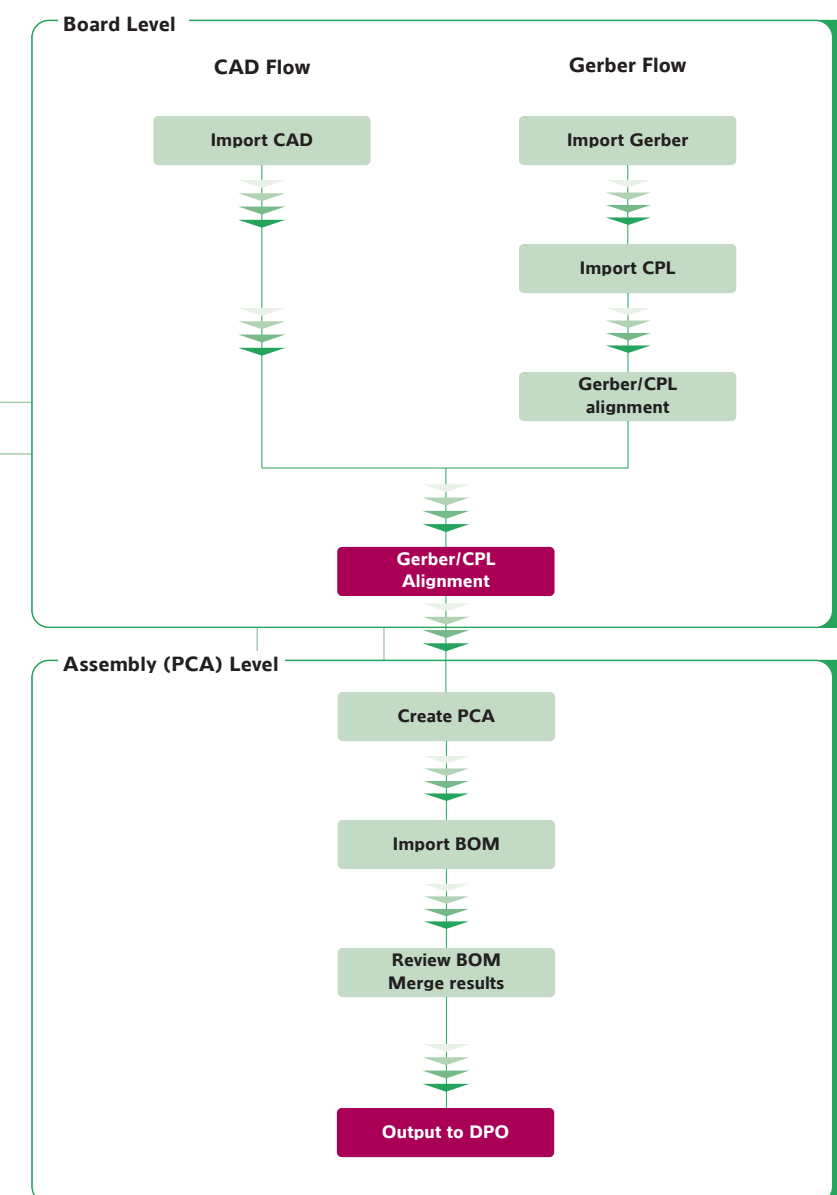 Board Level
CAD Flow
Gerber Flow
Import CAD
Import Gerber
Import CPL
Gerber/CPL
alignment
Gerber/CPL
Alignment
Assembly (PCA) Level
Create PCA
Import BOM
Review BOM
Merge results
Output to DPO